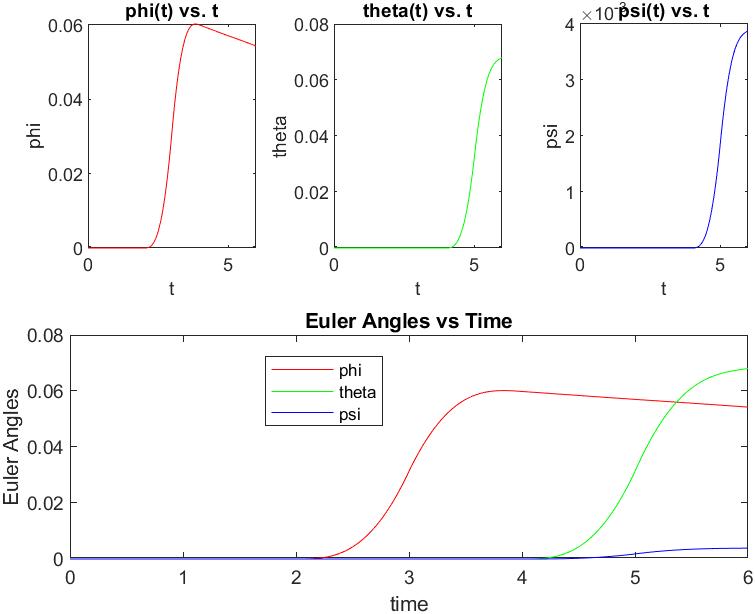 phi(t) vs. t
theta(t) vs. t
×10⁻³
psi(t) vs. t
0.06
0.04
0.02
0
phi
0
5
t
0.08
0.06
0.04
0.02
0
theta
0
5
t
4
3
2
1
0
psi
0
5
t
Euler Angles vs Time
0.08
0.06
0.04
0.02
0
Euler Angles
phi
theta
psi
0 1 2 3 4 5 6
time